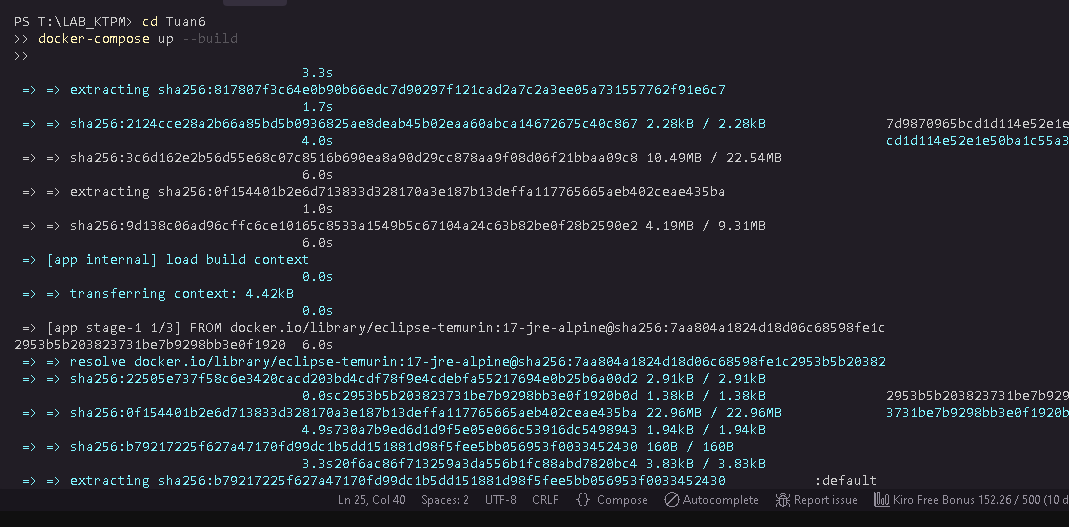 PS T:\LAB_KTPM> cd Tuan6
>> docker-compose up --build
>>
3.3s
=> => extracting sha256:817807f3c64e0b90b66edc7d90297f121cad2a7c2a3ee05a731557762f91e6c7
1.7s
=> => sha256:2124cce28a2b66a85bd5b0936825ae8deab45b02eaa60abca14672675c40c867 2.28kB / 2.28kB 7d9870965bcd1d114e52e1e
4.0s cd1d114e52e1e50ba1c55a3
=> => sha256:3c6d162e2b56d55e68c07c8516b690ea8a90d29cc878aa9f08d06f21bbaa09c8 10.49MB / 22.54MB
6.0s
=> => extracting sha256:0f154401b2e6d713833d328170a3e187b13deffa117765665aeb402ceae435ba
1.0s
=> => sha256:9d138c06ad96cffc6ce10165c8533a1549b5c67104a24c63b82be0f28b2590e2 4.19MB / 9.31MB
6.0s
=> [app internal] load build context
0.0s
=> => transferring context: 4.42kB
0.0s
=> [app stage-1 1/3] FROM docker.io/library/eclipse-temurin:17-jre-alpine@sha256:7aa804a1824d18d06c68598fe1c
2953b5b203823731be7b9298bb3e0f1920 6.0s
=> => resolve docker.io/library/eclipse-temurin:17-jre-alpine@sha256:7aa804a1824d18d06c68598fe1c2953b5b20382
=> => sha256:22505e737f58c6e3420cacd203bd4cdf78f9e4cdebfa55217694e0b25b6a00d2 2.91kB / 2.91kB
0.0sc2953b5b203823731be7b9298bb3e0f1920b0d 1.38kB / 1.38kB 2953b5b203823731be7b929
=> => sha256:0f154401b2e6d713833d328170a3e187b13deffa117765665aeb402ceae435ba 22.96MB / 22.96MB 3731be7b9298bb3e0f1920b
4.9s730a7b9ed6d1d9f5e05e066c53916dc5498943 1.94kB / 1.94kB
=> => sha256:b79217225f627a47170fd99dc1b5dd151881d98f5fee5bb056953f0033452430 160B / 160B
3.3s20f6ac86f713259a3da556b1fc88abd7820bc4 3.83kB / 3.83kB
=> => extracting sha256:b79217225f627a47170fd99dc1b5dd151881d98f5fee5bb056953f0033452430 :default
Ln 25, Col 40 Spaces: 2 UTF-8 CRLF {} Compose Autocomplete Report issue Kiro Free Bonus 152.26 / 500 (10 d